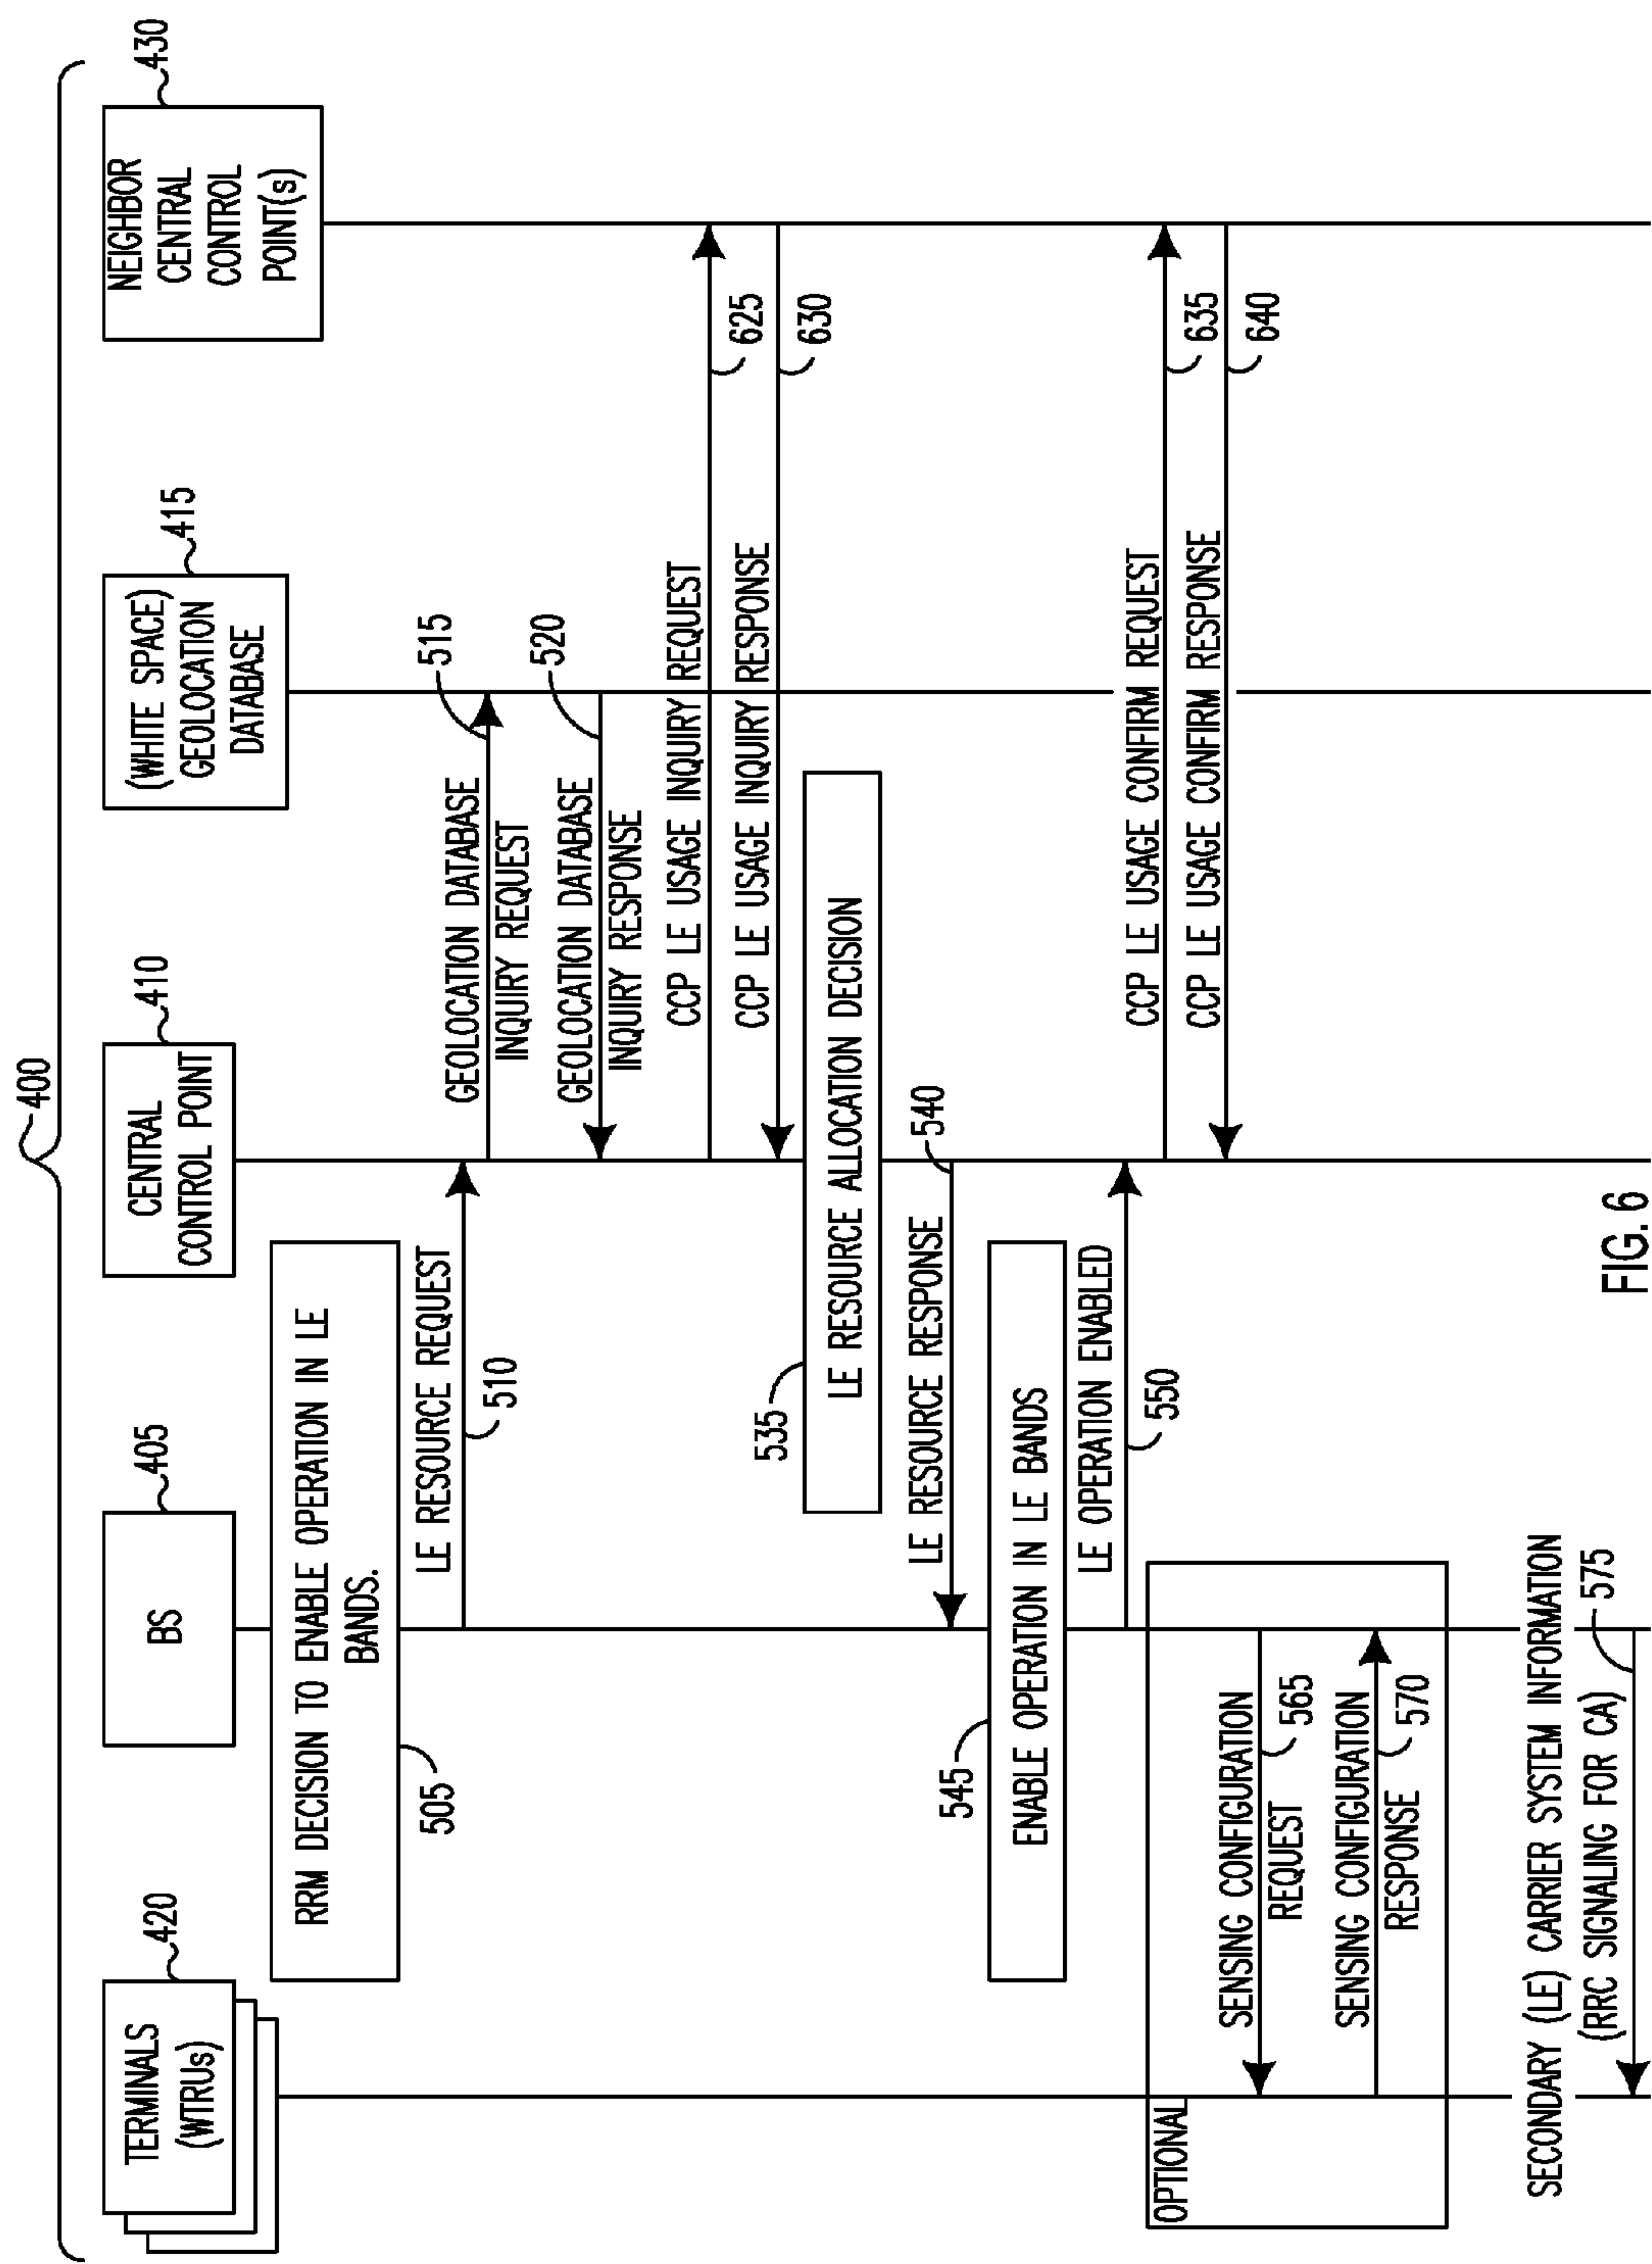 400
TERMINALS
(WTRUs)
420
BS
405
CENTRAL
CONTROL POINT
410
(WHITE SPACE)
GEOLOCATION
DATABASE
415
NEIGHBOR
CENTRAL
CONTROL
POINT(s)
430
RRM DECISION TO ENABLE OPERATION IN LE
BANDS.
505
LE RESOURCE REQUEST
510
GEOLOCATION DATABASE
INQUIRY REQUEST
515
GEOLOCATION DATABASE
INQUIRY RESPONSE
520
CCP LE USAGE INQUIRY REQUEST
625
CCP LE USAGE INQUIRY RESPONSE
630
535
LE RESOURCE ALLOCATION DECISION
LE RESOURCE RESPONSE
540
545
ENABLE OPERATION IN LE BANDS
LE OPERATION ENABLED
550
CCP LE USAGE CONFIRM REQUEST
635
CCP LE USAGE CONFIRM RESPONSE
640
OPTIONAL
SENSING CONFIGURATION
REQUEST
565
SENSING CONFIGURATION
RESPONSE
570
SECONDARY (LE) CARRIER SYSTEM INFORMATION
(RRC SIGNALING FOR CA)
575
FIG. 6